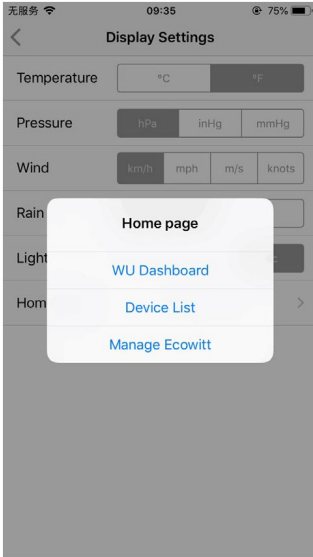 无服务 09:35 75%
Display Settings
Temperature °C °F
Pressure hPa inHg mmHg
Wind km/h mph m/s knots
Rain
Light
Hom
Home page
WU Dashboard
Device List
Manage Ecowitt